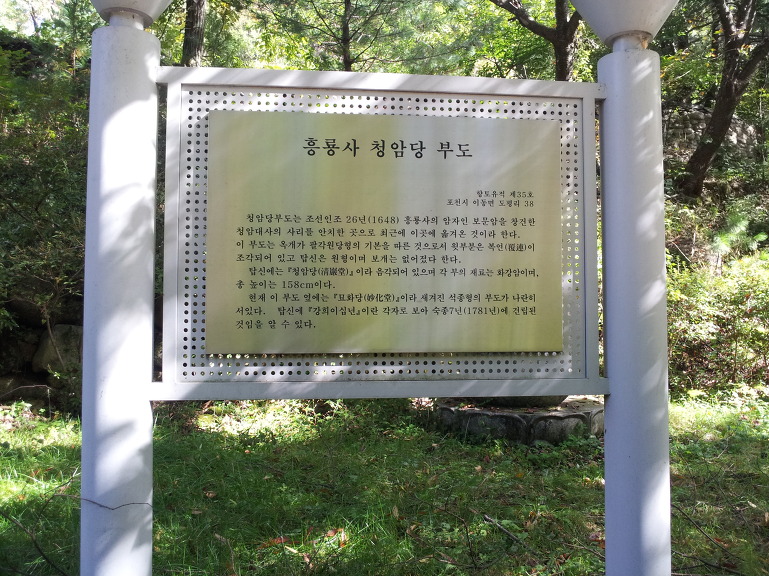 흥룡사 청암당 부도
향토유적 제35호
포천시 이동면 도평리 38
청암당부도는 조선인조 26년(1648) 흥룡사의 암자인 보문암을 창건한
청암대사의 사리를 안치한 곳으로 최근에 이곳에 옮겨온 것이라 한다.
이 부도는 옥개가 팔각원당형의 기본을 따른 것으로서 윗부분은 복연(覆蓮)이
조각되어 있고 탑신은 원형이며 보개는 없어졌다 한다.
탑신에는 『청암당(淸巖堂)』이라 음각되어 있으며 각 부의 재료는 화강암이며,
총 높이는 158cm이다.
현재 이 부도 옆에는 『묘화당(妙化堂)』이라 새겨진 석종형의 부도가 나란히
서있다. 탑신에 『강희이십년』이란 각자로 보아 숙종7년(1781년)에 건립된
것임을 알 수 있다.